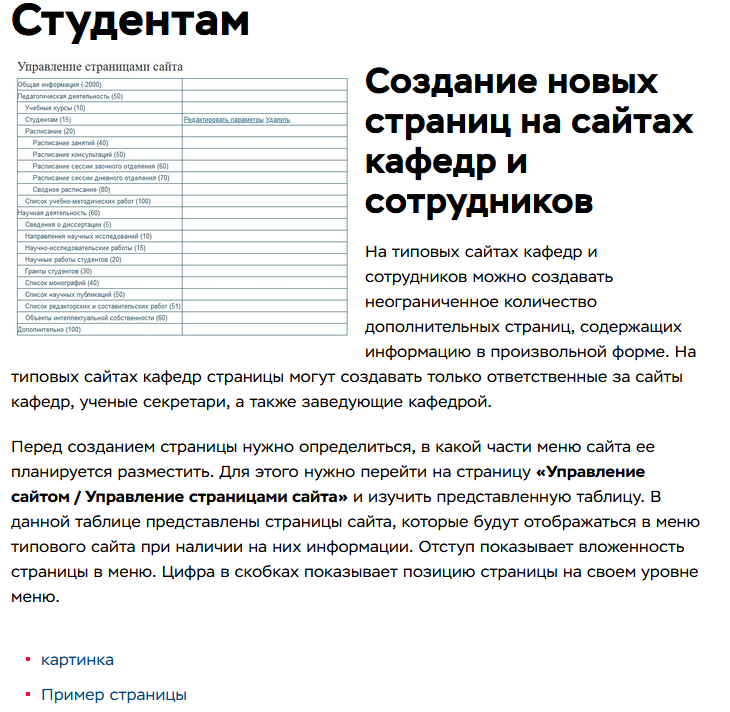 Студентам
Управление страницами сайта
Общая информация (-2000)
Педагогическая деятельность (50)
Учебные курсы (10)
Студентам (15) Редактировать параметры Удалить
Расписание (20)
Расписание занятий (40)
Расписание консультаций (50)
Расписание сессии заочного отделения (60)
Расписание сессии дневного отделения (70)
Сводное расписание (80)
Список учебно-методических работ (100)
Научная деятельность (60)
Сведения о диссертации (5)
Направления научных исследований (10)
Научно-исследовательские работы (15)
Научные работы студентов (20)
Гранты студентов (30)
Список монографий (40)
Список научных публикаций (50)
Список редакторских и составительских работ (51)
Объекты интеллектуальной собственности (60)
Дополнительно (100)
Создание новых
страниц на сайтах
кафедр и
сотрудников
На типовых сайтах кафедр и
сотрудников можно создавать
неограниченное количество
дополнительных страниц, содержащих
информацию в произвольной форме. На
типовых сайтах кафедр страницы могут создавать только ответственные за сайты
кафедр, ученые секретари, а также заведующие кафедрой.
Перед созданием страницы нужно определиться, в какой части меню сайта ее
планируется разместить. Для этого нужно перейти на страницу «Управление
сайтом / Управление страницами сайта» и изучить представленную таблицу. В
данной таблице представлены страницы сайта, которые будут отображаться в меню
типового сайта при наличии на них информации. Отступ показывает вложенность
страницы в меню. Цифра в скобках показывает позицию страницы на своем уровне
меню.
картинка
Пример страницы